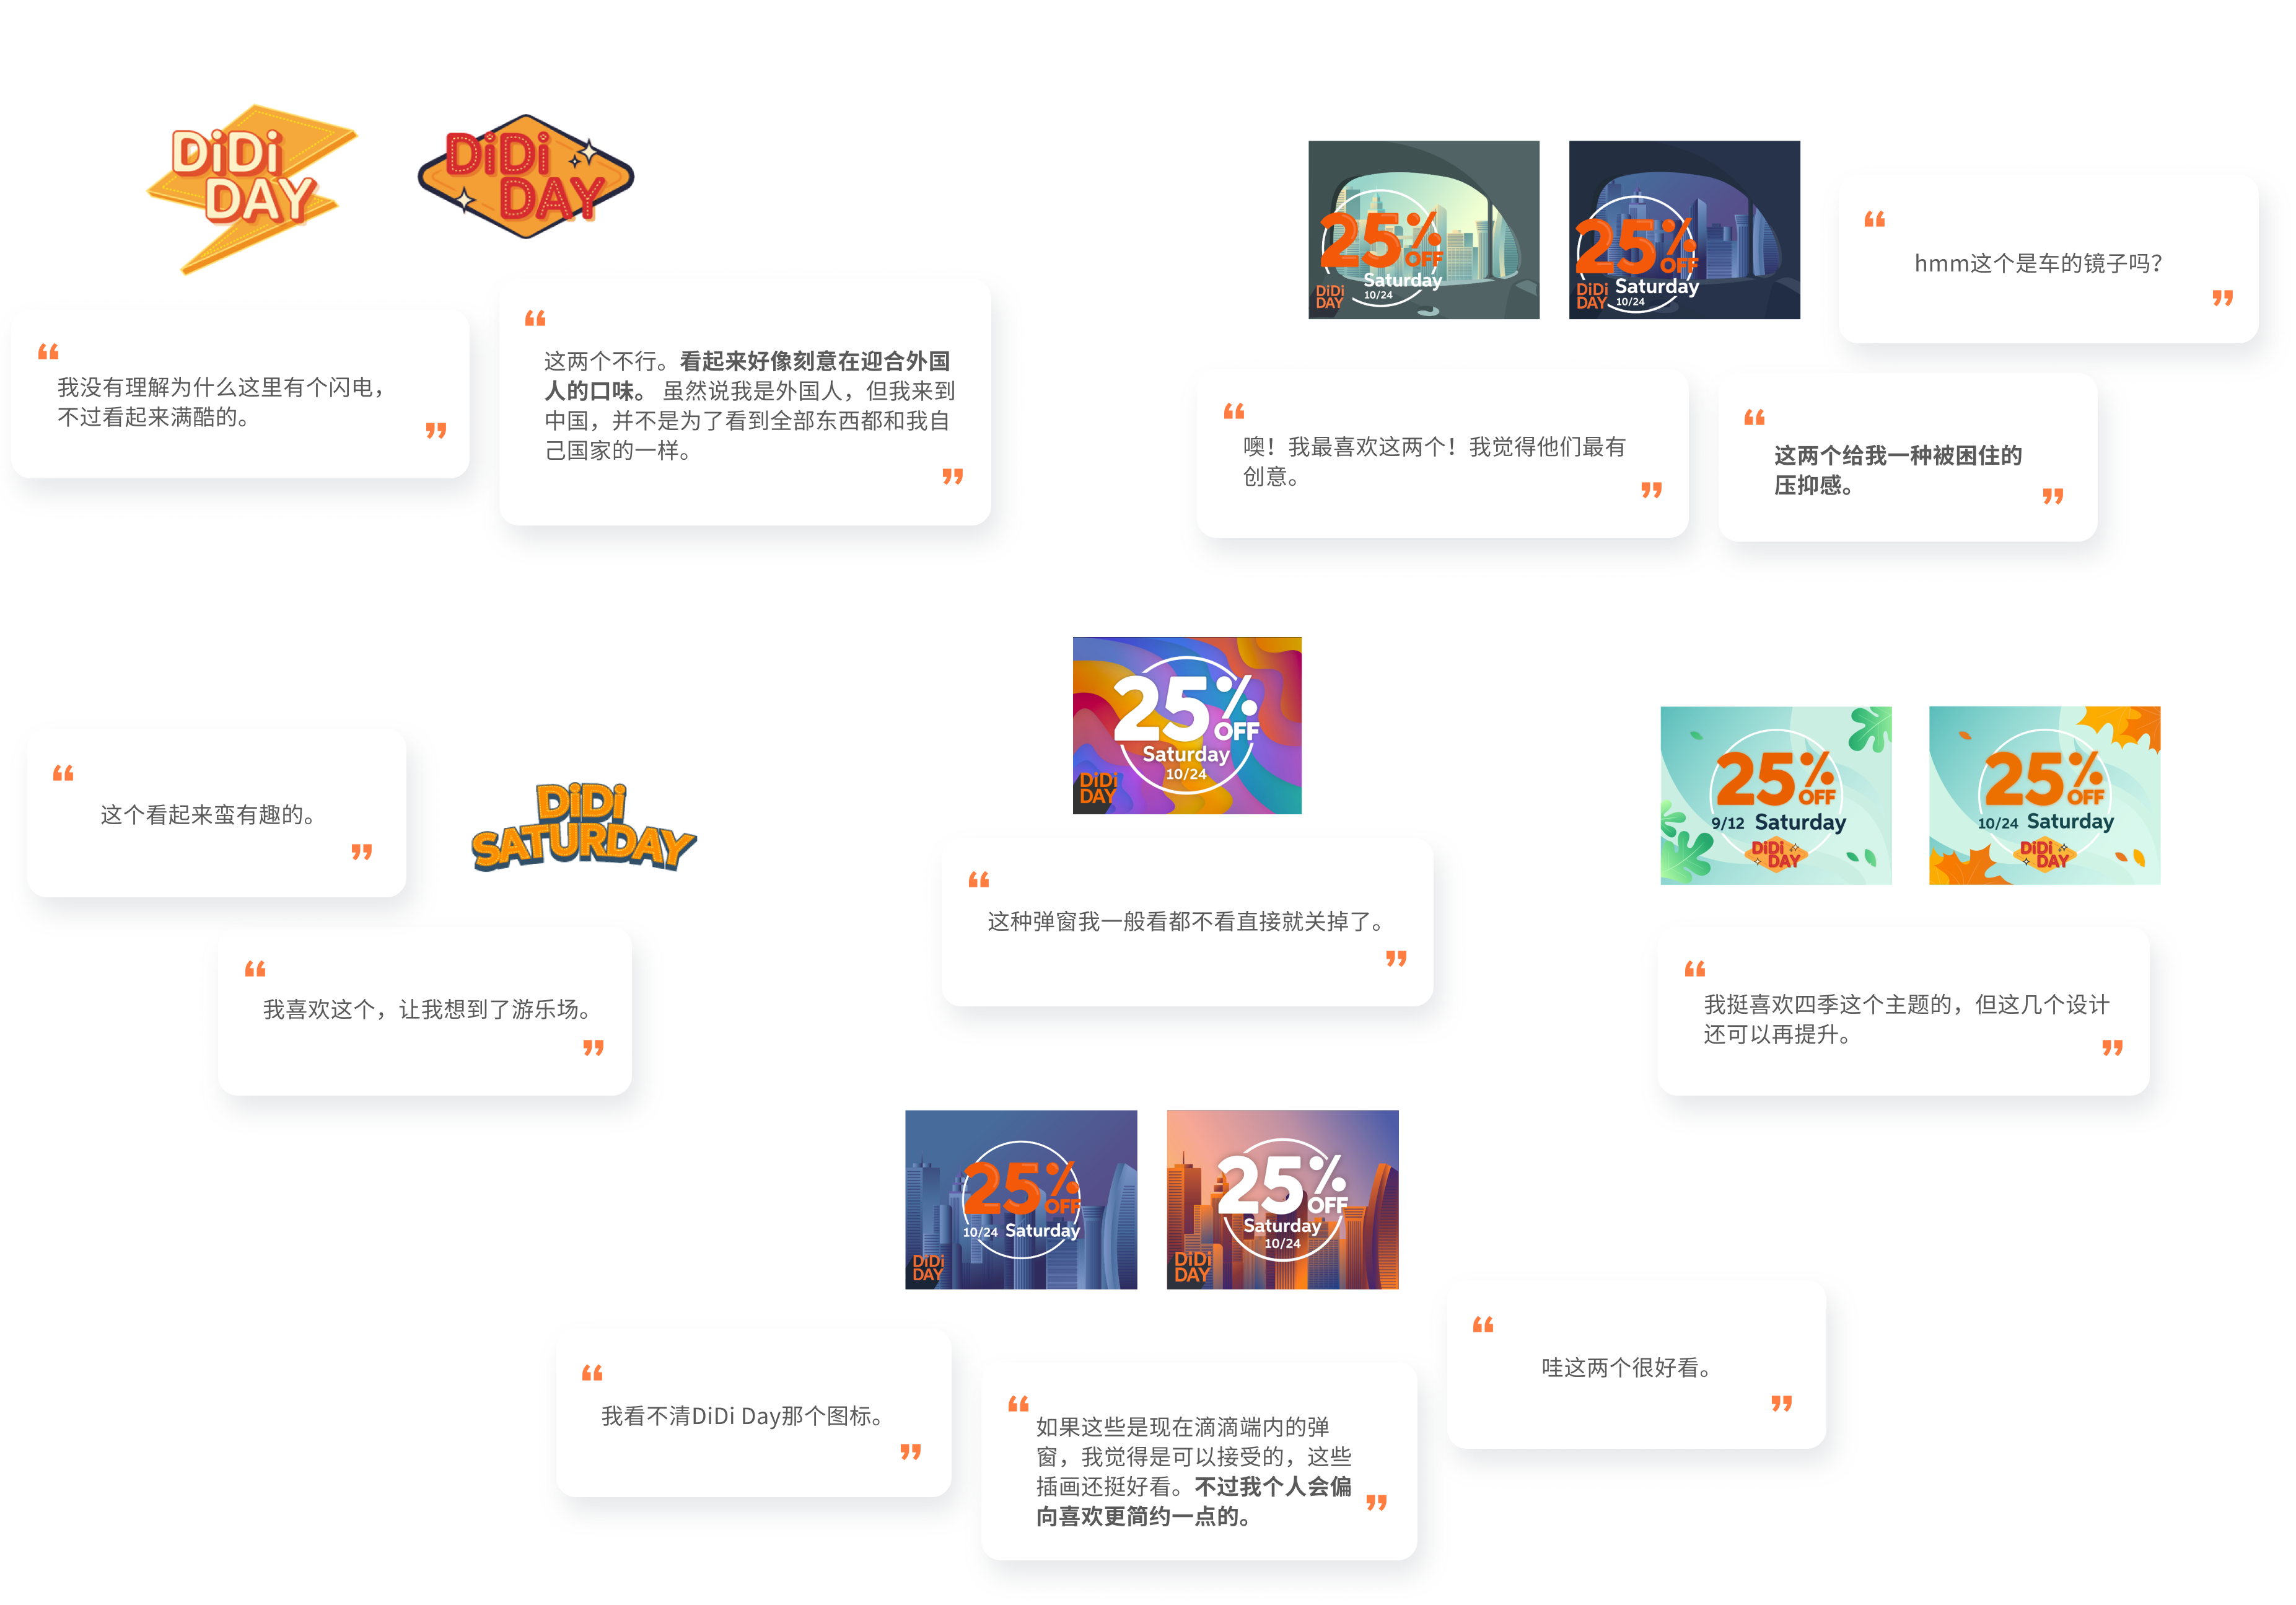 DiDi
DAY
DiDi
DAY
“
我没有理解为什么这里有个闪电，
不过看起来满酷的。
”
“
这两个不行。看起来好像刻意在迎合外国
人的口味。 虽然说我是外国人，但我来到
中国，并不是为了看到全部东西都和我自
己国家的一样。
”
25%
OFF
Saturday
10/24
DiDi
DAY
25%
OFF
Saturday
10/24
DiDi
DAY
“
hmm这个是车的镜子吗？
”
“
噢！我最喜欢这两个！我觉得他们最有
创意。
”
“
这两个给我一种被困住的
压抑感。
”
“
这个看起来蛮有趣的。
”
DiDi
SATURDAY
“
我喜欢这个，让我想到了游乐场。
”
25%
OFF
Saturday
10/24
DiDi
DAY
“
这种弹窗我一般看都不看直接就关掉了。
”
25%
OFF
9/12 Saturday
DiDi
DAY
25%
OFF
10/24 Saturday
DiDi
DAY
“
我挺喜欢四季这个主题的，但这几个设计
还可以再提升。
”
25%
OFF
10/24 Saturday
DiDi
DAY
25%
OFF
Saturday
10/24
DiDi
DAY
“
我看不清DiDi Day那个图标。
”
“
如果这些是现在滴滴端内的弹
窗，我觉得是可以接受的，这些
插画还挺好看。不过我个人会偏
向喜欢更简约一点的。
”
“
哇这两个很好看。
”